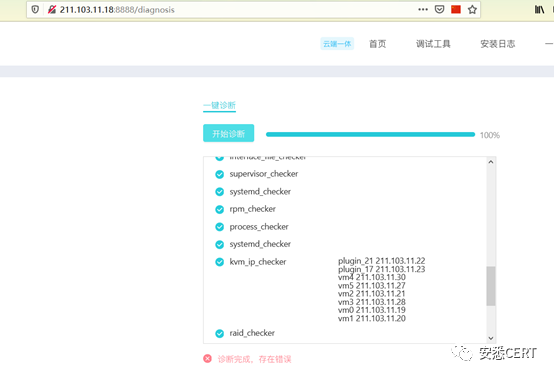 211.103.11.18:8888/diagnosis
云端一体 首页 调试工具 安装日志 一
一键诊断
开始诊断 100%
interface_file_checker
supervisor_checker
systemd_checker
rpm_checker
process_checker
systemd_checker
kvm_ip_checker plugin_21 211.103.11.22
plugin_17 211.103.11.23
vm4 211.103.11.30
vm5 211.103.11.27
vm2 211.103.11.21
vm3 211.103.11.28
vm0 211.103.11.19
vm1 211.103.11.20
raid_checker
诊断完成，存在错误
安恶CERT